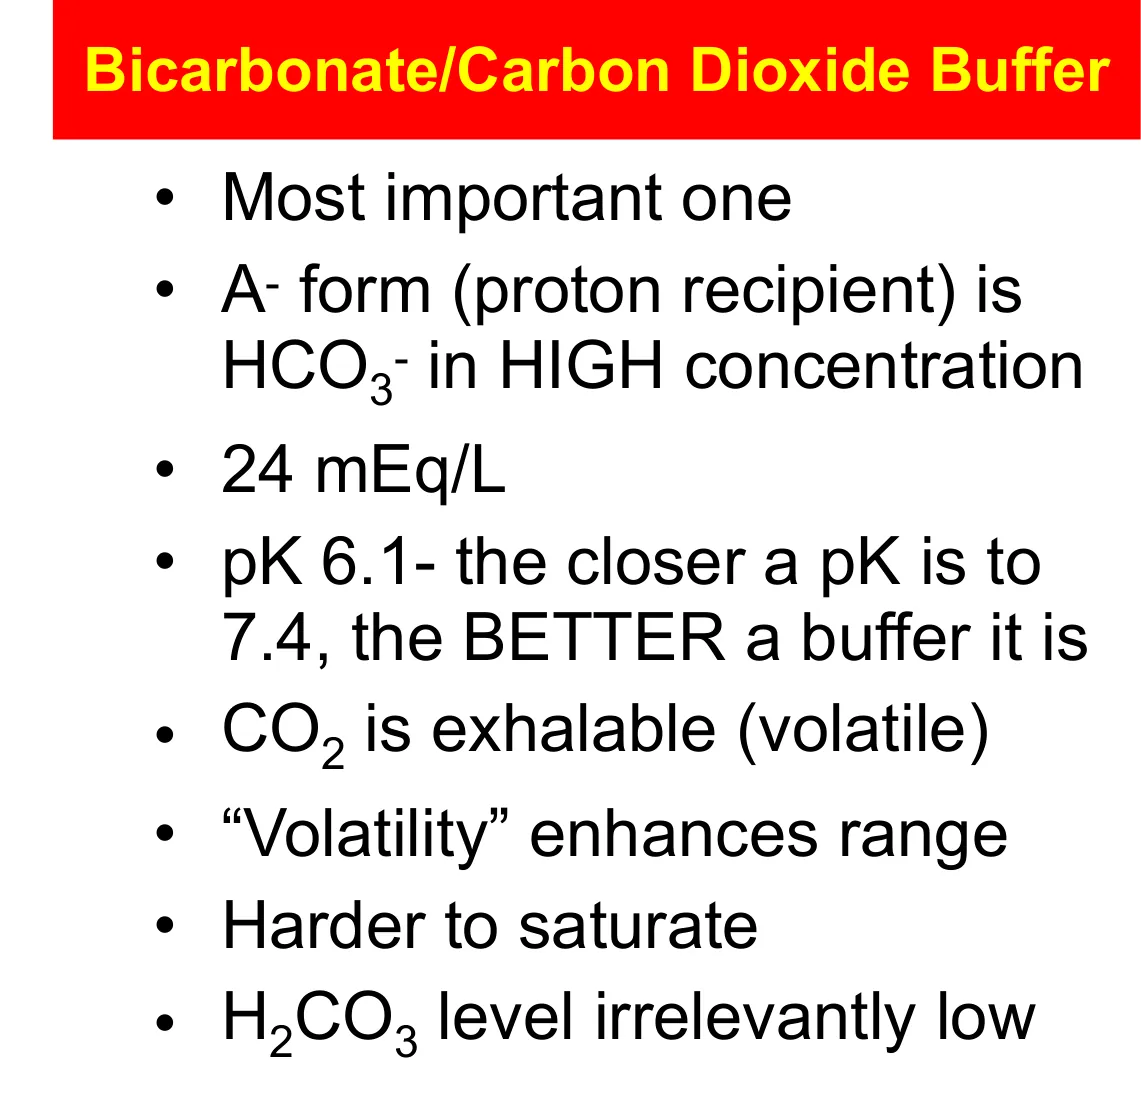 Bicarbonate/Carbon Dioxide Buffer
• Most important one
• A⁻ form (proton recipient) is
HCO₃⁻ in HIGH concentration
• 24 mEq/L
• pK 6.1- the closer a pK is to
7.4, the BETTER a buffer it is
• CO₂ is exhalable (volatile)
• “Volatility” enhances range
• Harder to saturate
• H₂CO₃ level irrelevantly low